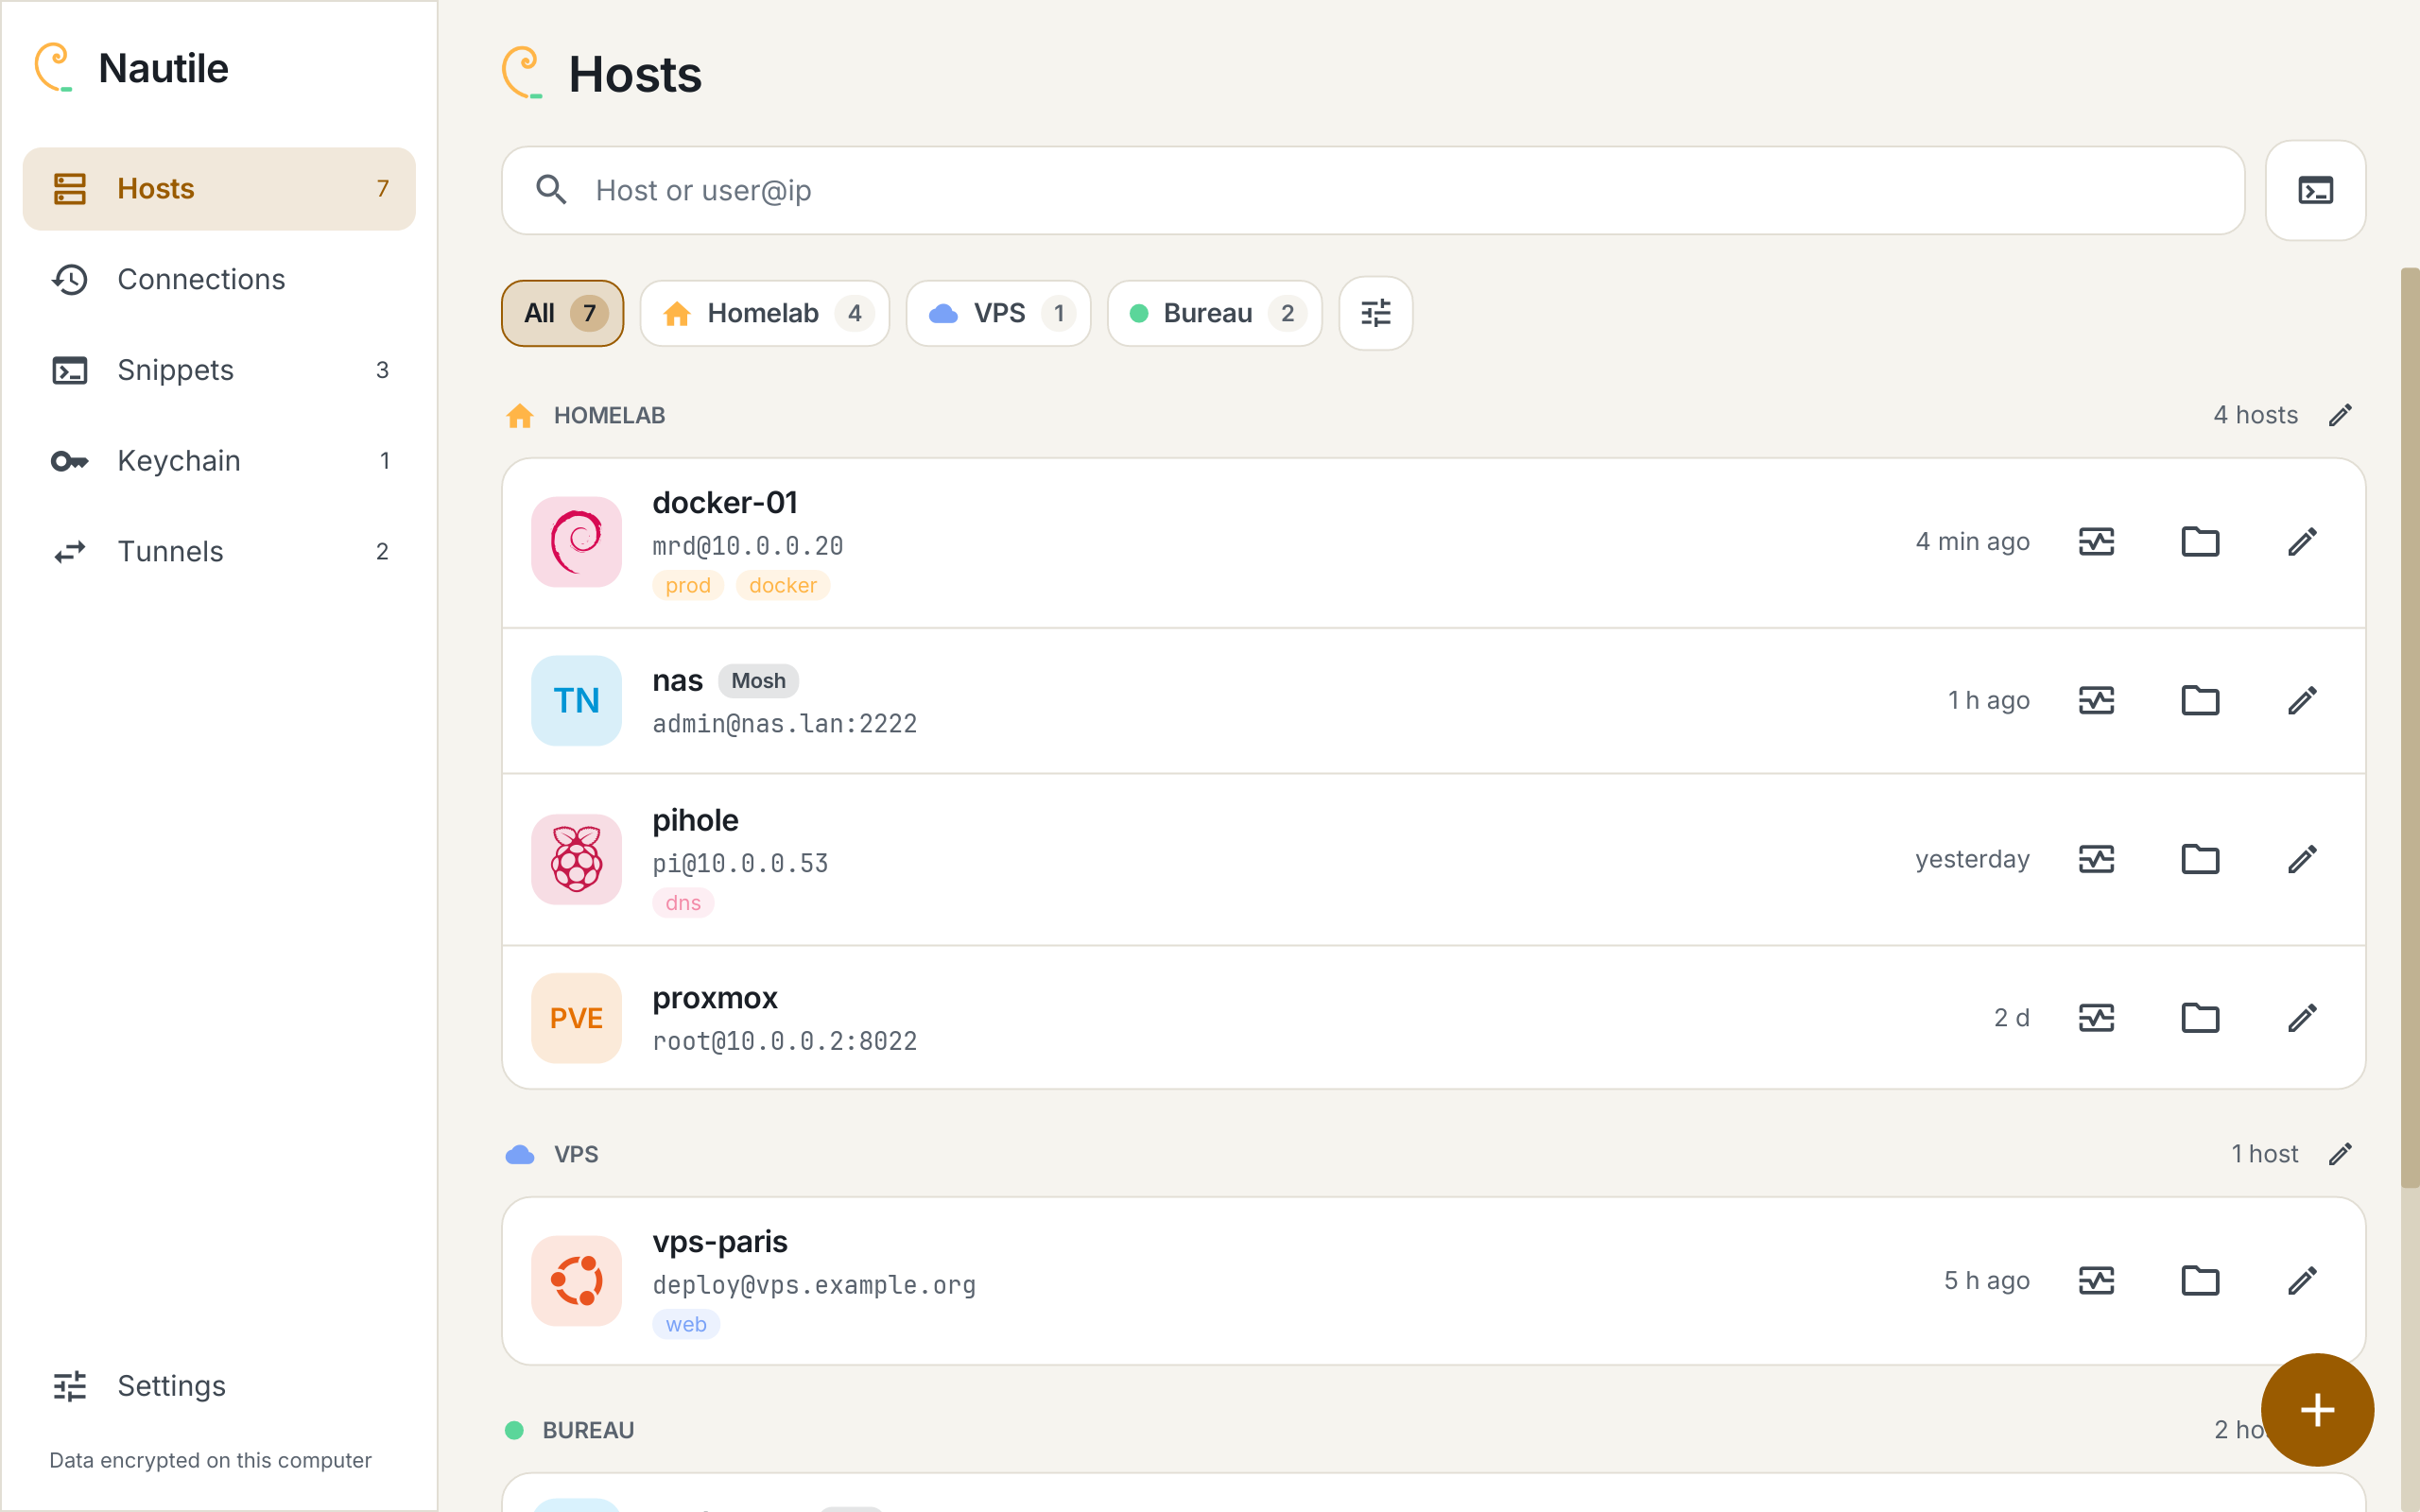 Nautile
Hosts 7
Connections
Snippets 3
Keychain 1
Tunnels 2
Settings
Data encrypted on this computer
Hosts
Host or user@ip
All 7 Homelab 4 VPS 1 Bureau 2
HOMELAB 4 hosts
docker-01
mrd@10.0.0.20
prod docker
4 min ago
TN
nas Mosh
admin@nas.lan:2222
1 h ago
pihole
pi@10.0.0.53
dns
yesterday
PVE
proxmox
root@10.0.0.2:8022
2 d
VPS 1 host
vps-paris
deploy@vps.example.org
web
5 h ago
BUREAU 2